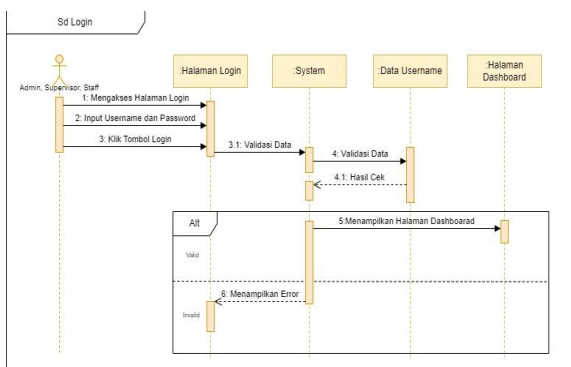 Sd Login
:Halaman Login
:System
:Data Username
:Halaman
Dashboard
Admin, Supervisor, Staff
1: Mengakses Halaman Login
2: Input Username dan Password
3: Klik Tombol Login
3.1: Validasi Data
4: Validasi Data
4.1: Hasil Cek
Alt
5:Menampilkan Halaman Dashboarad
Valid
6: Menampilkan Error
Invalid